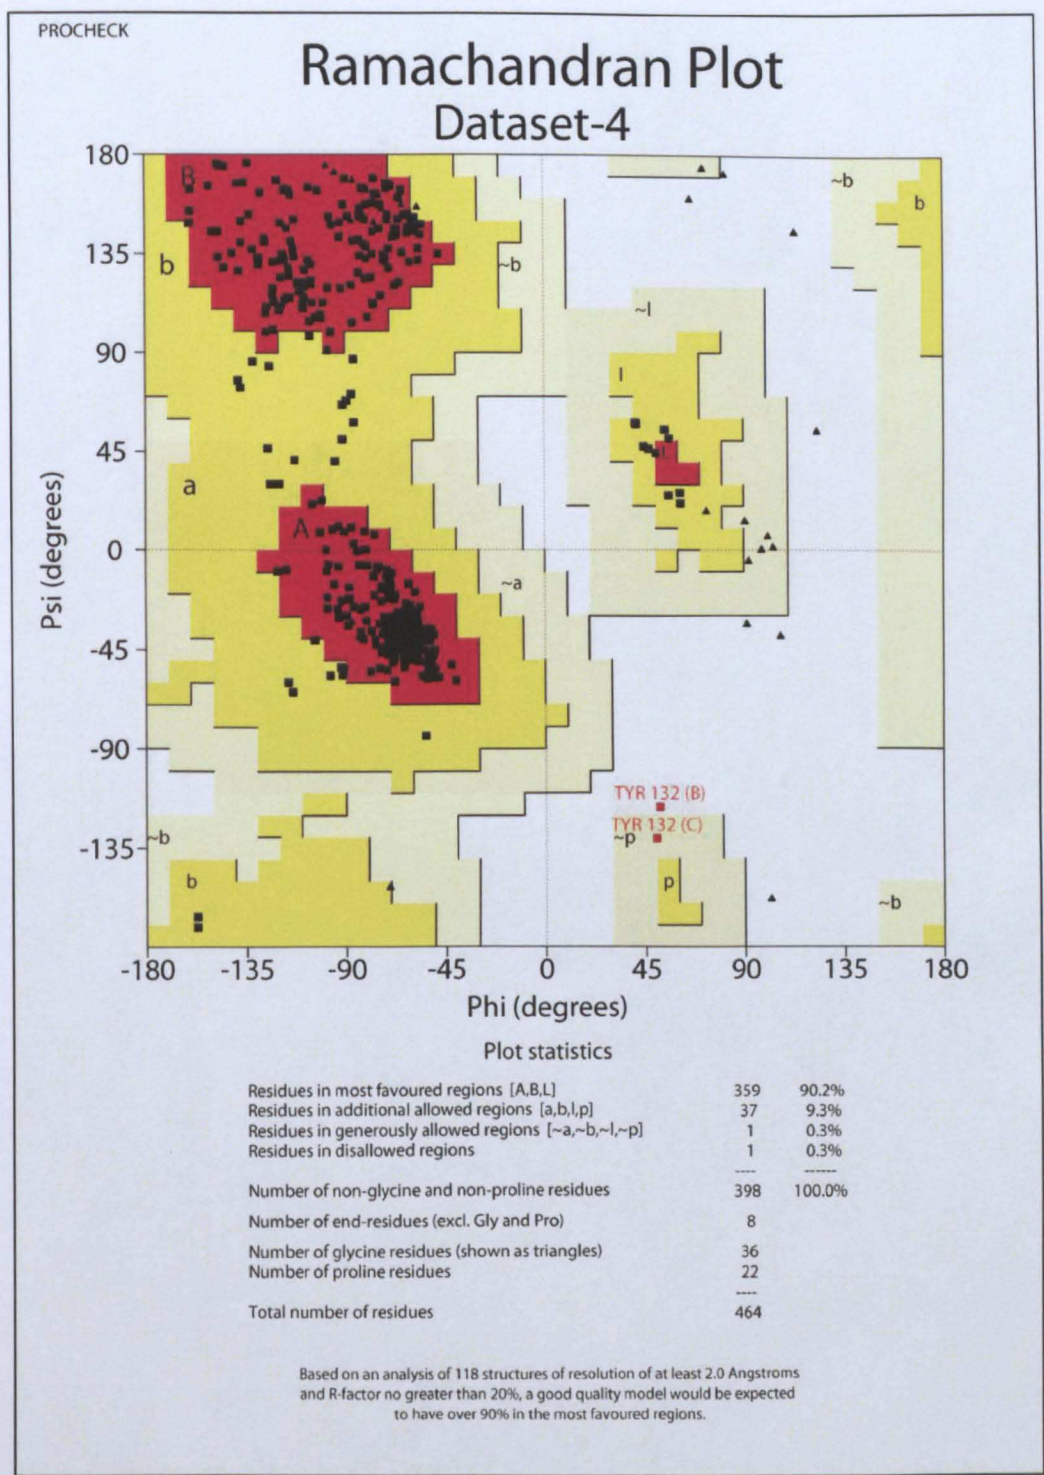 PROCHECK
Ramachandran Plot
Dataset-4
180
135
90
45
0
-45
-90
-135
Psi (degrees)
B
b
a
A
~b
~a
~l
l
L
~b
b
TYR 132 (B)
TYR 132 (C)
~p
p
~b
b
~b
-180 -135 -90 -45 0 45 90 135 180
Phi (degrees)
Plot statistics
Residues in most favoured regions [A,B,L] 359 90.2%
Residues in additional allowed regions [a,b,l,p] 37 9.3%
Residues in generously allowed regions [~a,~b,~l,~p] 1 0.3%
Residues in disallowed regions 1 0.3%
---- ------
Number of non-glycine and non-proline residues 398 100.0%
Number of end-residues (excl. Gly and Pro) 8
Number of glycine residues (shown as triangles) 36
Number of proline residues 22
----
Total number of residues 464
Based on an analysis of 118 structures of resolution of at least 2.0 Angstroms
and R-factor no greater than 20%, a good quality model would be expected
to have over 90% in the most favoured regions.